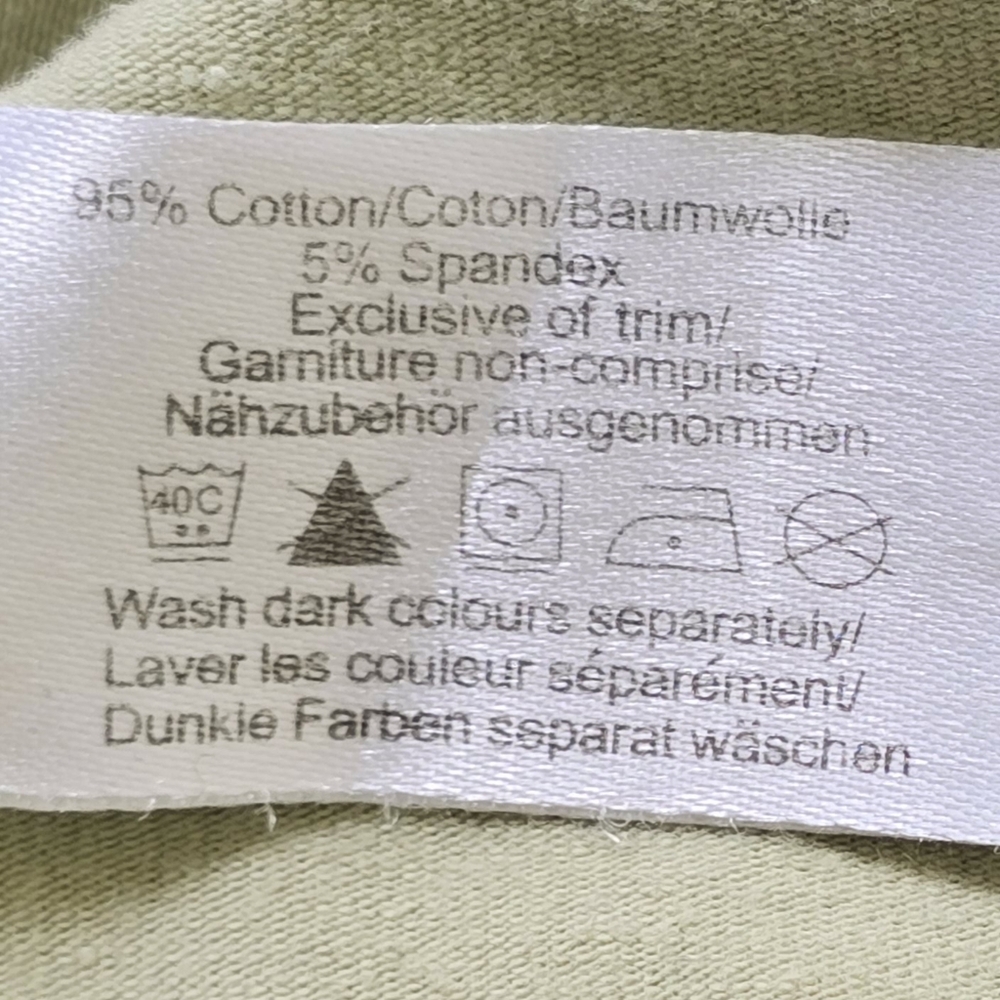 95% Cotton/Coton/Baumwolle
5% Spandex
Exclusive of trim/
Garniture non-comprise/
Nähzubehör ausgenommen
40C
Wash dark colours separately/
Laver les couleur séparément/
Dunkle Farben separat wäschen